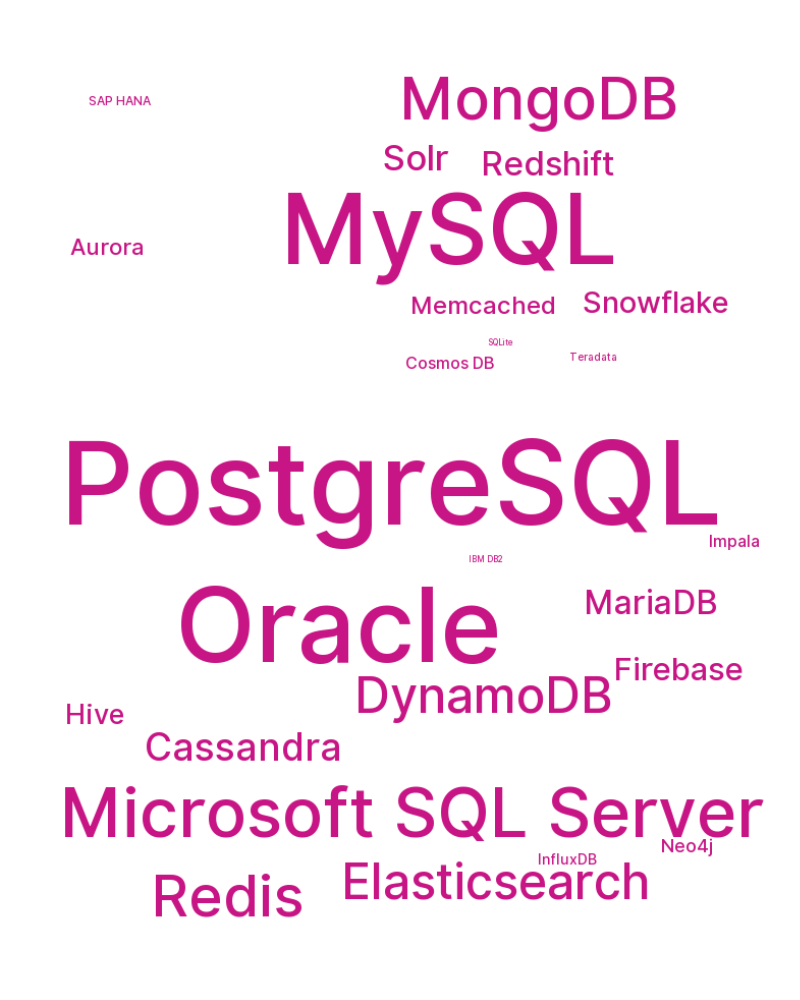 MongoDB
SAP HANA
Solr
Redshift
MySQL
Aurora
Memcached
Snowflake
SQLite
Teradata
Cosmos DB
PostgreSQL
Impala
IBM DB2
Oracle
MariaDB
Firebase
DynamoDB
Hive
Cassandra
Microsoft SQL Server
Neo4j
InfluxDB
Elasticsearch
Redis